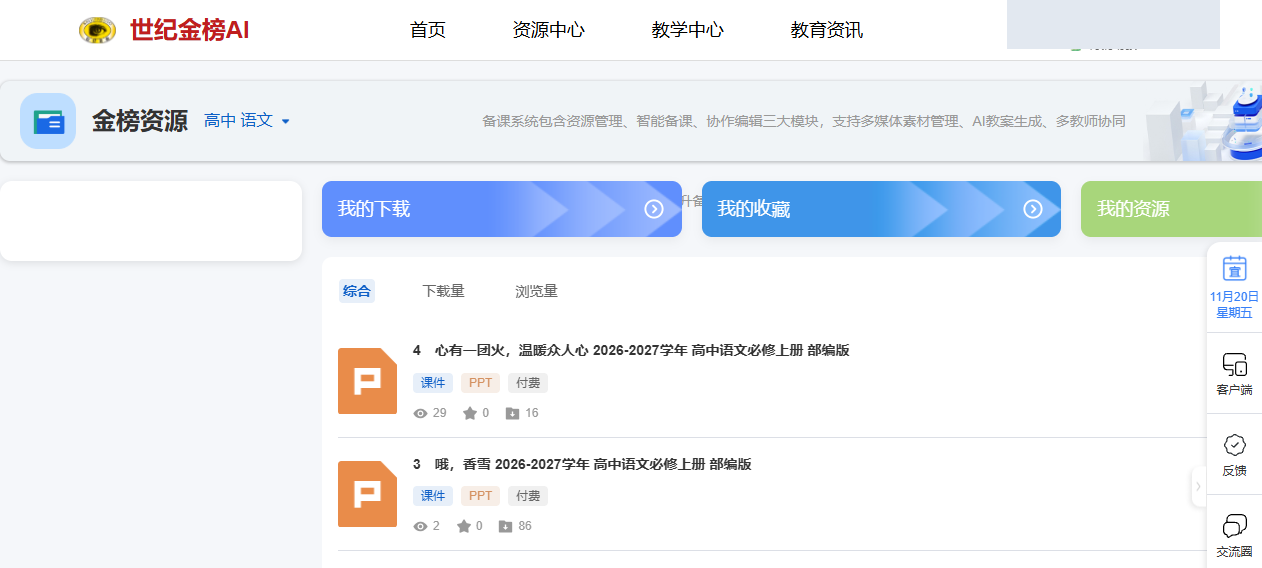 世纪金榜AI 首页 资源中心 教学中心 教育资讯
金榜资源 高中 语文 备课系统包含资源管理、智能备课、协作编辑三大模块，支持多媒体素材管理、AI教案生成、多教师协同
我的下载 升备 我的收藏 我的资源
宜
11月20日
星期五
综合 下载量 浏览量
4 心有一团火，温暖众人心 2026-2027学年 高中语文必修上册 部编版
课件 PPT 付费
29 0 16
客户端
3 哦，香雪 2026-2027学年 高中语文必修上册 部编版
课件 PPT 付费
2 0 86
反馈
交流圈